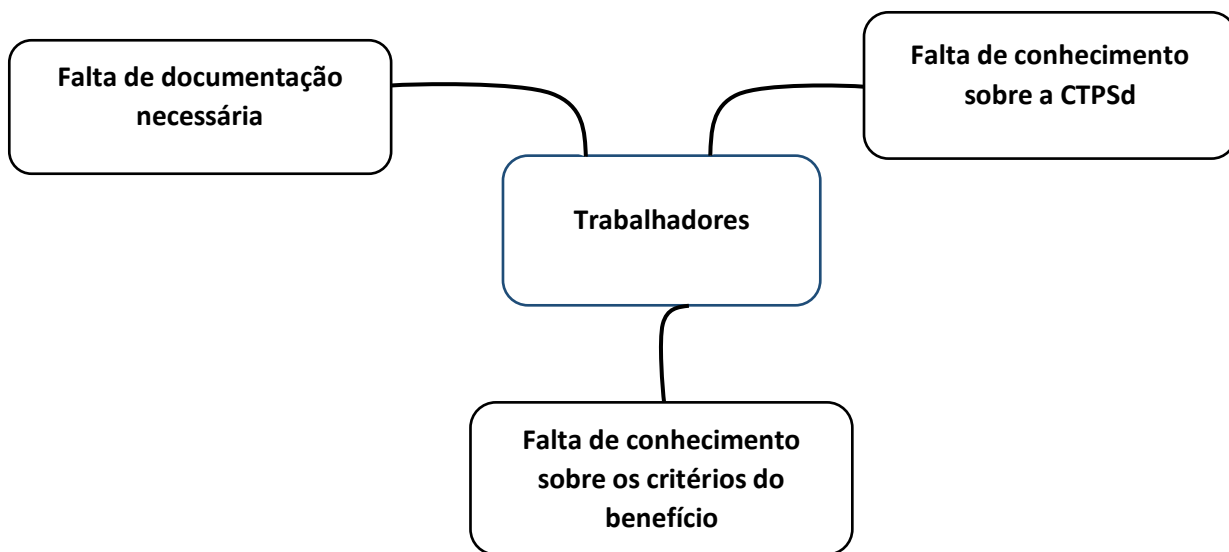 Falta de documentação
necessária
Falta de conhecimento
sobre a CTPSd
Trabalhadores
Falta de conhecimento
sobre os critérios do
benefício